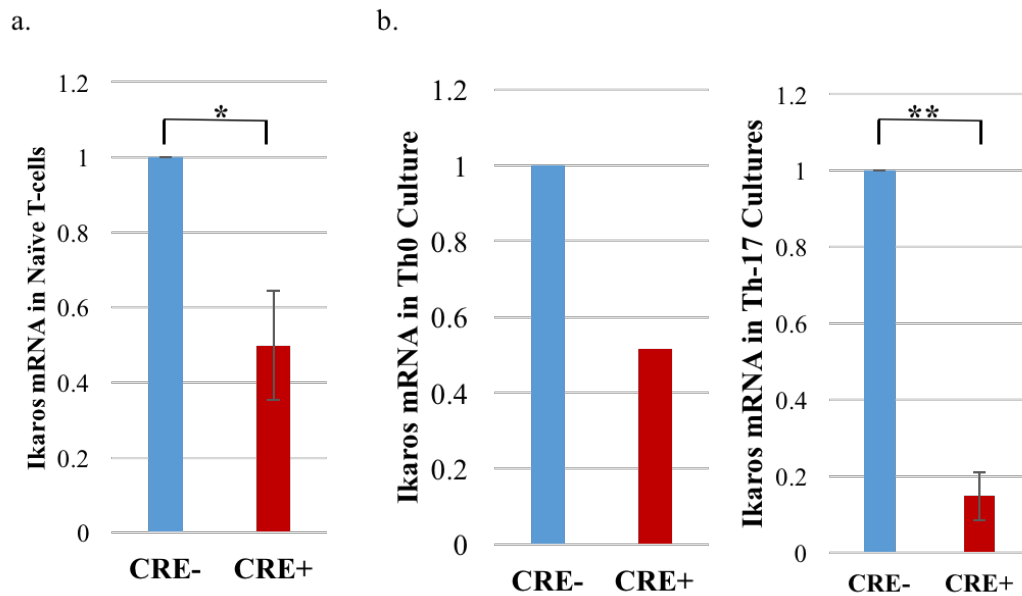 a.
b.
Ikaros mRNA in Naïve T-cells
1.2
1
0.8
0.6
0.4
0.2
0
*
CRE-
CRE+
Ikaros mRNA in Th0 Culture
1.2
1
0.8
0.6
0.4
0.2
0
CRE-
CRE+
Ikaros mRNA in Th-17 Cultures
1.2
1
0.8
0.6
0.4
0.2
0
**
CRE-
CRE+